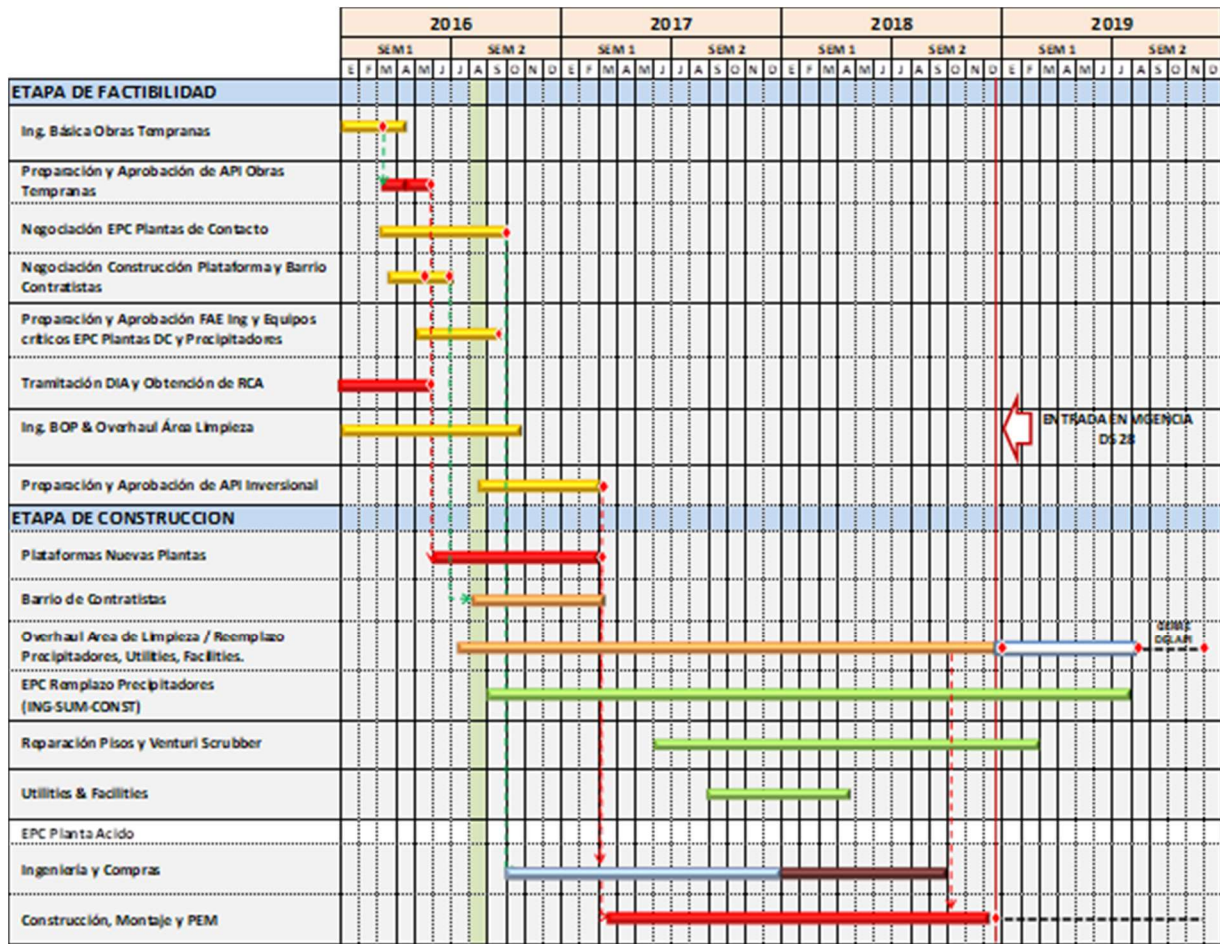 2016 2017 2018 2019
SEM 1 SEM 2 SEM 1 SEM 2 SEM 1 SEM 2 SEM 1 SEM 2
E F M A M J J A S O N D E F M A M J J A S O N D E F M A M J J A S O N D E F M A M J J A S O N D
ETAPA DE FACTIBILIDAD
Ing. Básica Obras Tempranas
Preparación y Aprobación de API Obras
Tempranas
Negociación EPC Plantas de Contacto
Negociación Construcción Plataforma y Barrio
Contratistas
Preparación y Aprobación FAE Ing y Equipos
críticos EPC Plantas DC y Precipitadores
Tramitación DIA y Obtención de RCA
Ing. BOP & Overhaul Área Limpieza
ENTRADA EN VIGENCIA
DS 28
Preparación y Aprobación de API Inversional
ETAPA DE CONSTRUCCION
Plataformas Nuevas Plantas
Barrio de Contratistas
Overhaul Area de Limpieza / Reemplazo
Precipitadores, Utilities, Facilities.
DEL API
EPC Remplazo Precipitadores
(ING-SUM-CONST)
Reparación Pisos y Venturi Scrubber
Utilities & Facilities
EPC Planta Acido
Ingeniería y Compras
Construcción, Montaje y PEM